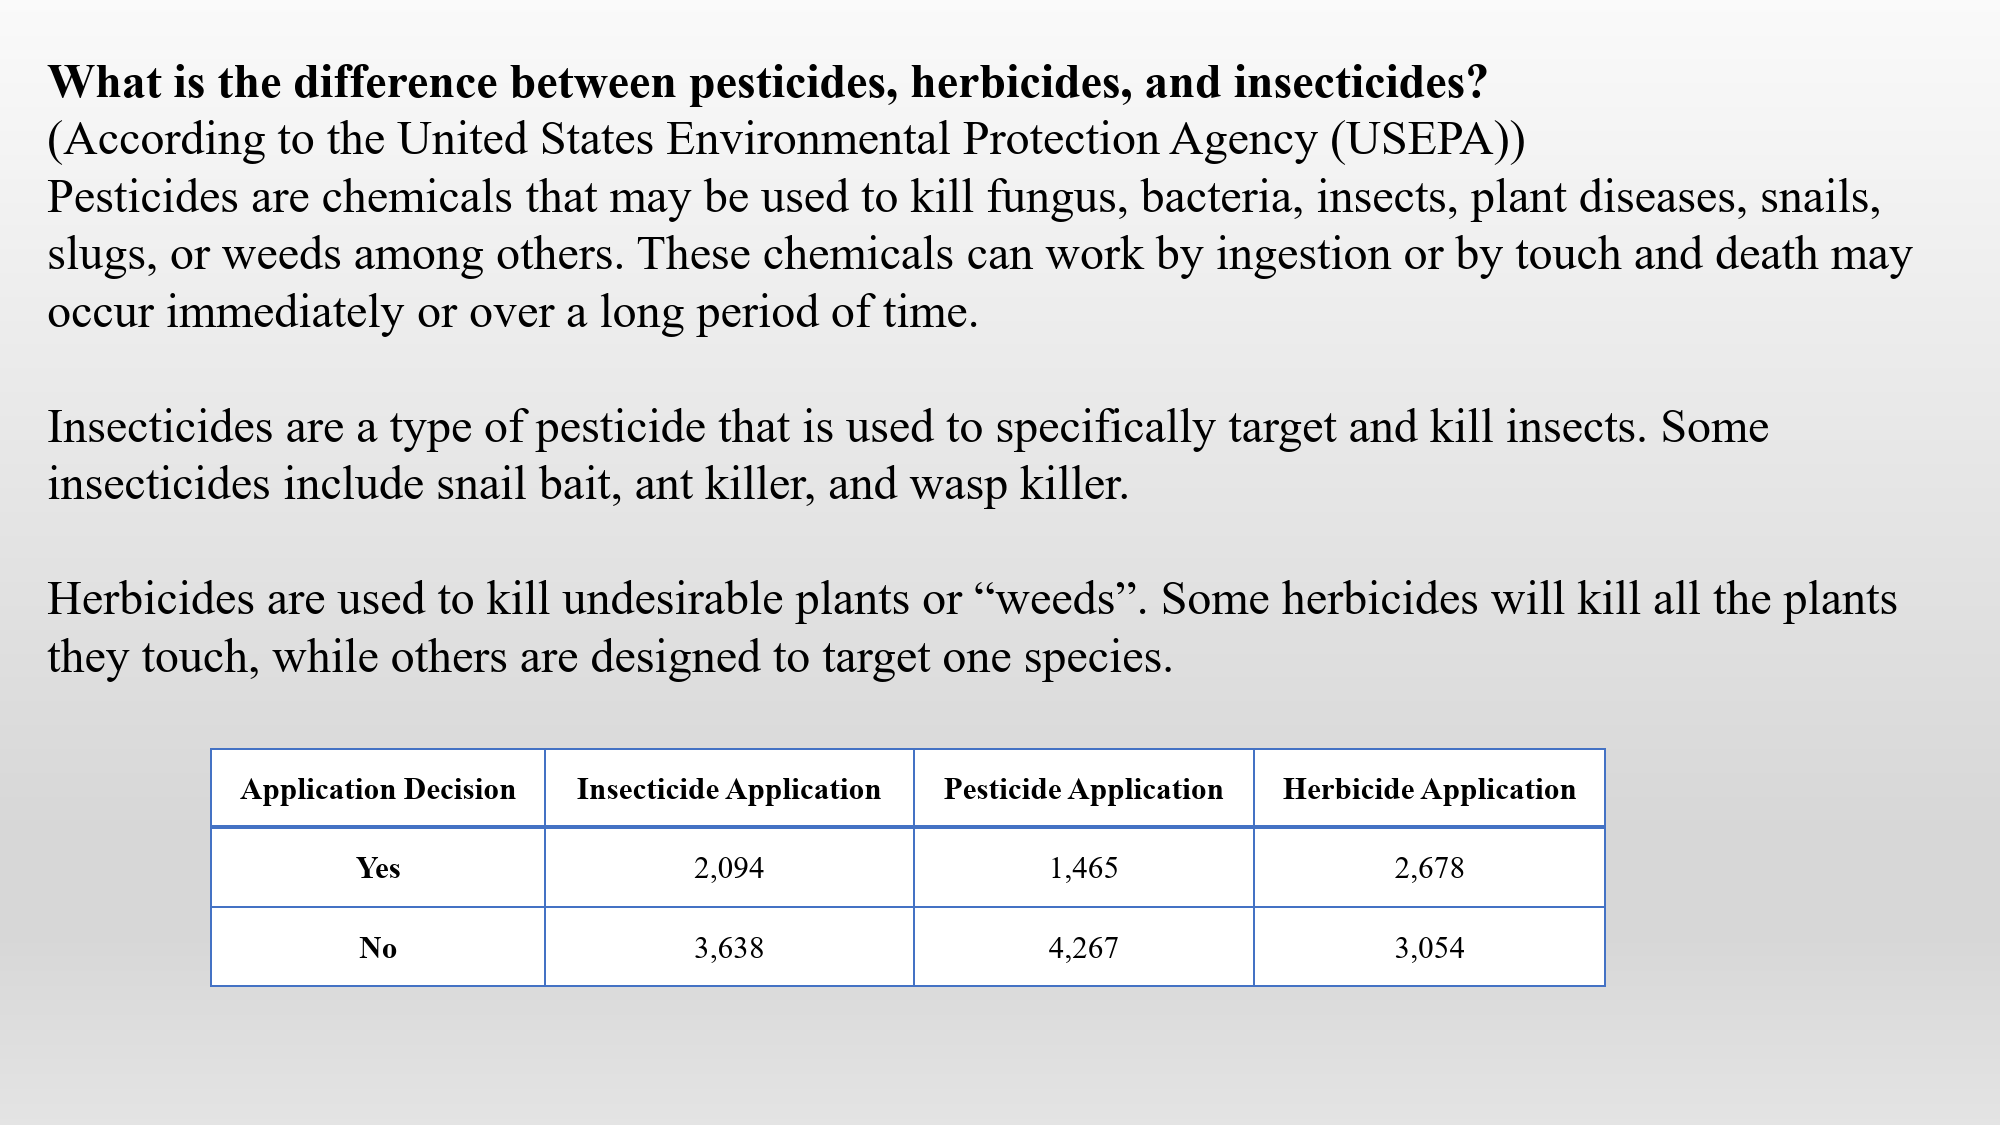 What is the difference between pesticides, herbicides, and insecticides?
(According to the United States Environmental Protection Agency (USEPA))
Pesticides are chemicals that may be used to kill fungus, bacteria, insects, plant diseases, snails,
slugs, or weeds among others. These chemicals can work by ingestion or by touch and death may
occur immediately or over a long period of time.
Insecticides are a type of pesticide that is used to specifically target and kill insects. Some
insecticides include snail bait, ant killer, and wasp killer.
Herbicides are used to kill undesirable plants or “weeds”. Some herbicides will kill all the plants
they touch, while others are designed to target one species.
Application Decision Insecticide Application Pesticide Application Herbicide Application
Yes 2,094 1,465 2,678
No 3,638 4,267 3,054